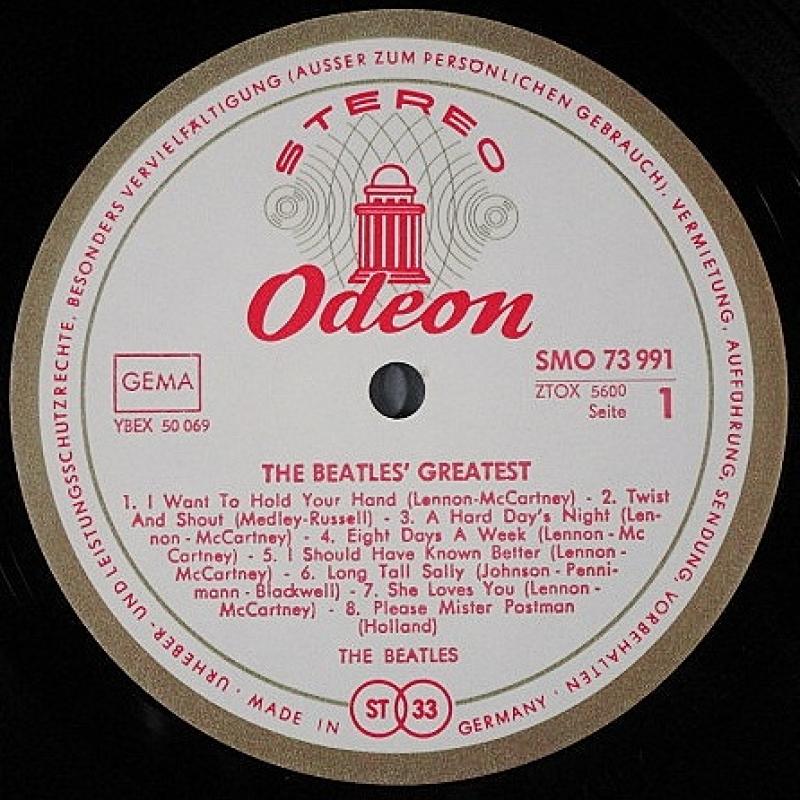 URHEBER- UND LEISTUNGSSCHUTZRECHTE, BESONDERS VERVIELFÄLTIGUNG (AUSSER ZUM PERSÖNLICHEN GEBRAUCH), VERMIETUNG, AUFFÜHRUNG, SENDUNG, VORBEHALTEN ·
STEREO
Odeon
GEMA
YBEX 50 069
SMO 73 991
ZTOX 5600
Seite 1
THE BEATLES' GREATEST
1. I Want To Hold Your Hand (Lennon-McCartney) - 2. Twist
And Shout (Medley-Russell) - 3. A Hard Day's Night (Len-
non - McCartney) - 4. Eight Days A Week (Lennon - Mc
Cartney) - 5. I Should Have Known Better (Lennon -
McCartney) - 6. Long Tall Sally (Johnson - Penni-
mann - Blackwell) - 7. She Loves You (Lennon -
McCartney) - 8. Please Mister Postman
(Holland)
THE BEATLES
· MADE IN GERMANY ·
ST 33